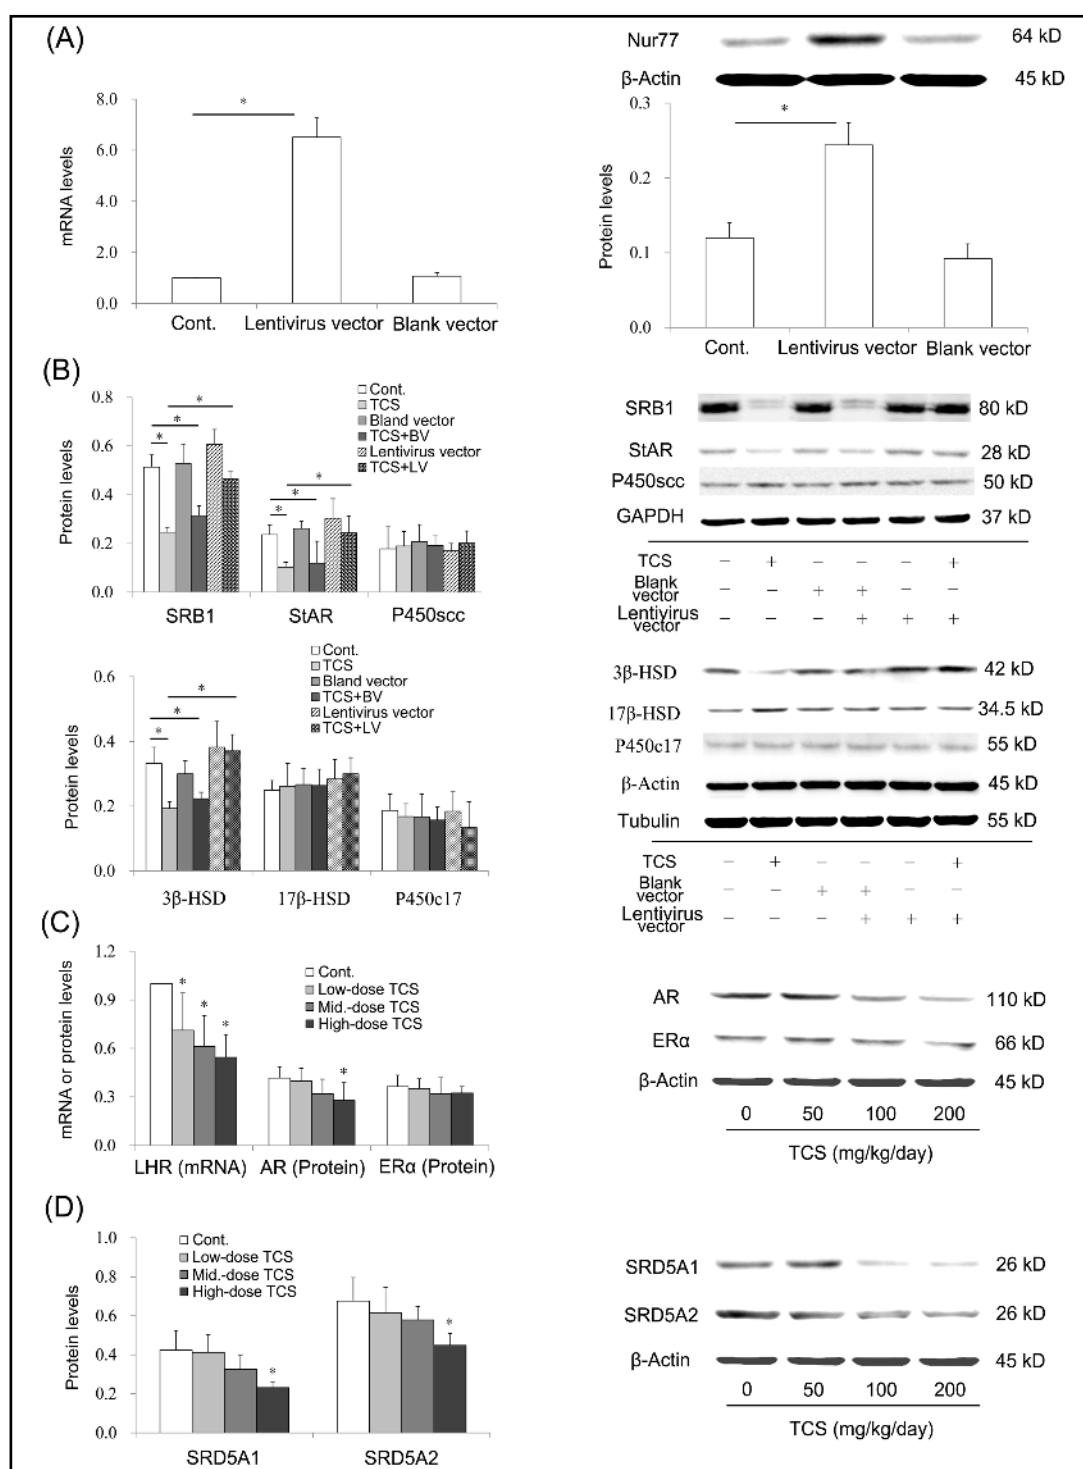 (A)
*
8.0
6.0
4.0
2.0
0.0
mRNA levels
Cont.
Lentivirus vector
Blank vector
Nur77
64 kD
β-Actin
45 kD
*
0.3
0.2
0.1
0.0
Protein levels
Cont.
Lentivirus vector
Blank vector
(B)
0.8
0.6
0.4
0.2
0.0
Protein levels
Cont.
TCS
Bland vector
TCS+BV
Lentivirus vector
TCS+LV
*
*
*
*
*
*
SRB1
StAR
P450scc
SRB1
80 kD
StAR
28 kD
P450scc
50 kD
GAPDH
37 kD
TCS − + − − − +
Blank vector − − + + − −
Lentivirus vector − − − + + +
0.6
0.4
0.2
0.0
Protein levels
Cont.
TCS
Bland vector
TCS+BV
Lentivirus vector
TCS+LV
*
*
*
3β-HSD
17β-HSD
P450c17
3β-HSD
42 kD
17β-HSD
34.5 kD
P450c17
55 kD
β-Actin
45 kD
Tubulin
55 kD
TCS − + − − − +
Blank vector − − + + − −
Lentivirus vector − − − + + +
(C)
1.2
0.9
0.6
0.3
0.0
mRNA or protein levels
Cont.
Low-dose TCS
Mid.-dose TCS
High-dose TCS
*
*
*
*
LHR (mRNA)
AR (Protein)
ERα (Protein)
AR
110 kD
ERα
66 kD
β-Actin
45 kD
0 50 100 200
TCS (mg/kg/day)
(D)
1.0
0.8
0.6
0.4
0.2
0.0
Protein levels
Cont.
Low-dose TCS
Mid.-dose TCS
High-dose TCS
*
*
SRD5A1
SRD5A2
SRD5A1
26 kD
SRD5A2
26 kD
β-Actin
45 kD
0 50 100 200
TCS (mg/kg/day)